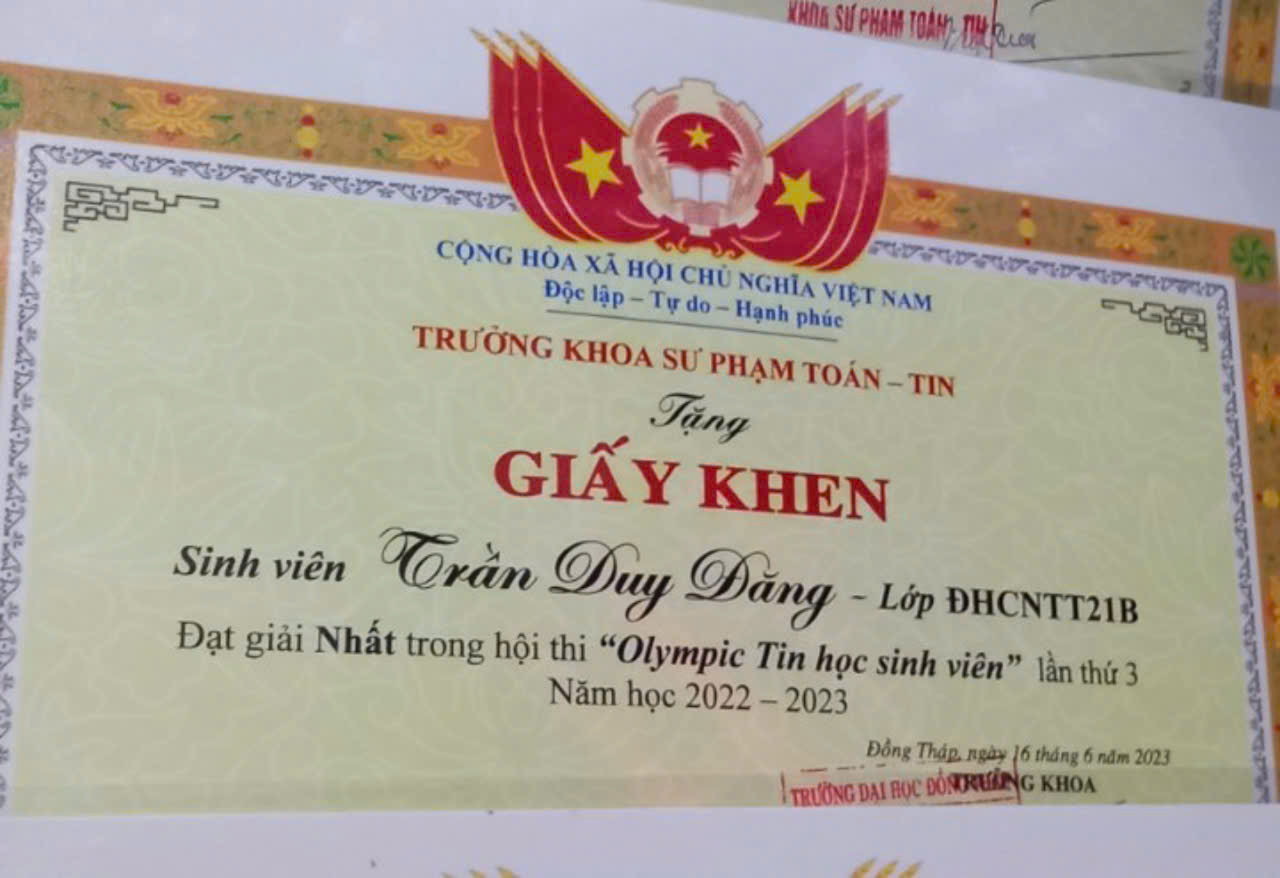 KHOA SƯ PHẠM TOÁN - TIN
CỘNG HÒA XÃ HỘI CHỦ NGHĨA VIỆT NAM
Độc lập – Tự do – Hạnh phúc
TRƯỞNG KHOA SƯ PHẠM TOÁN – TIN
Tặng
GIẤY KHEN
Sinh viên Trần Duy Đăng - Lớp ĐHCNTT21B
Đạt giải Nhất trong hội thi “Olympic Tin học sinh viên” lần thứ 3
Năm học 2022 – 2023
Đồng Tháp, ngày 16 tháng 6 năm 2023
TRƯỜNG ĐẠI HỌC ĐỒNG
TRƯỞNG KHOA